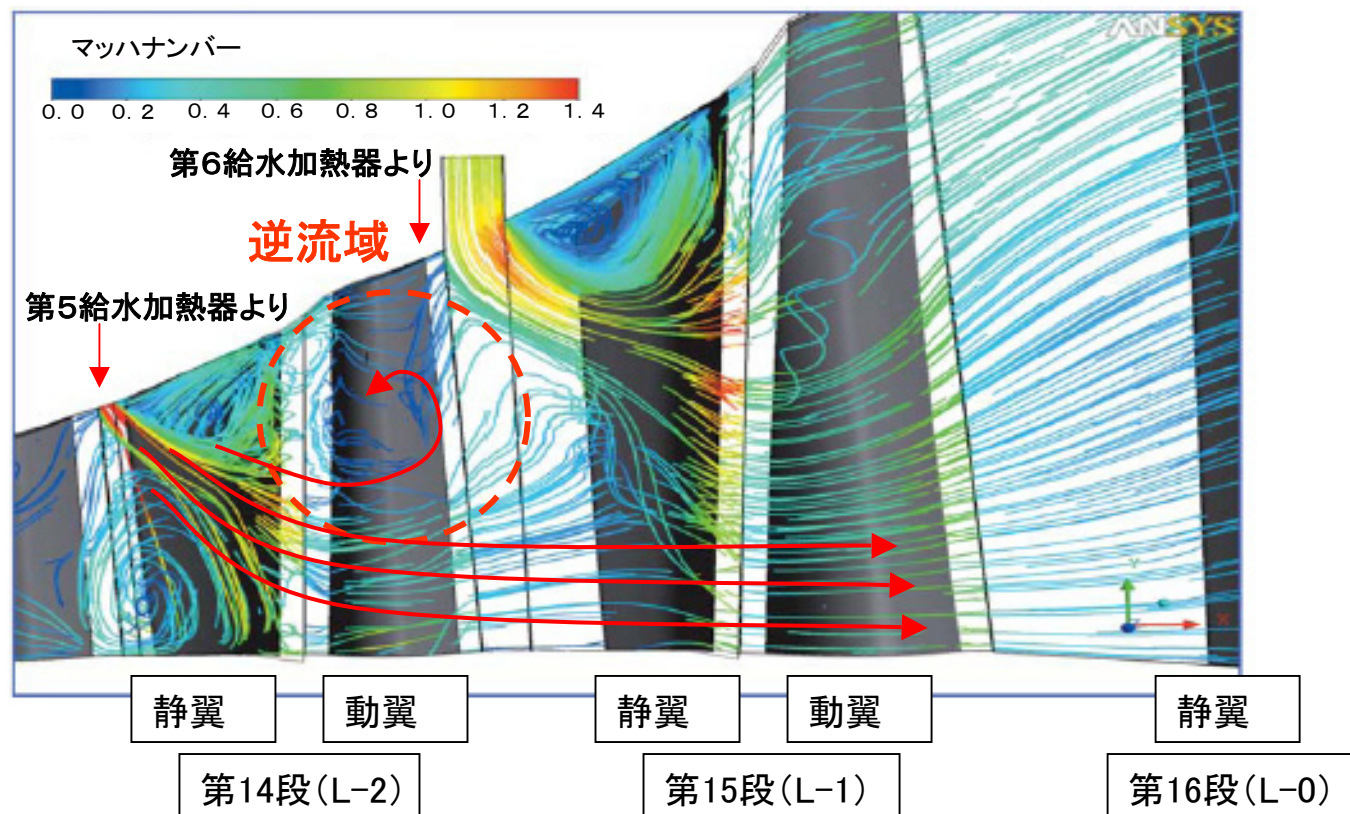 ANSYS
マッハナンバー
0.0 0.2 0.4 0.6 0.8 1.0 1.2 1.4
第6給水加熱器より
逆流域
第5給水加熱器より
Y
X
静翼 動翼 静翼 動翼 静翼
第14段(L-2) 第15段(L-1) 第16段(L-0)